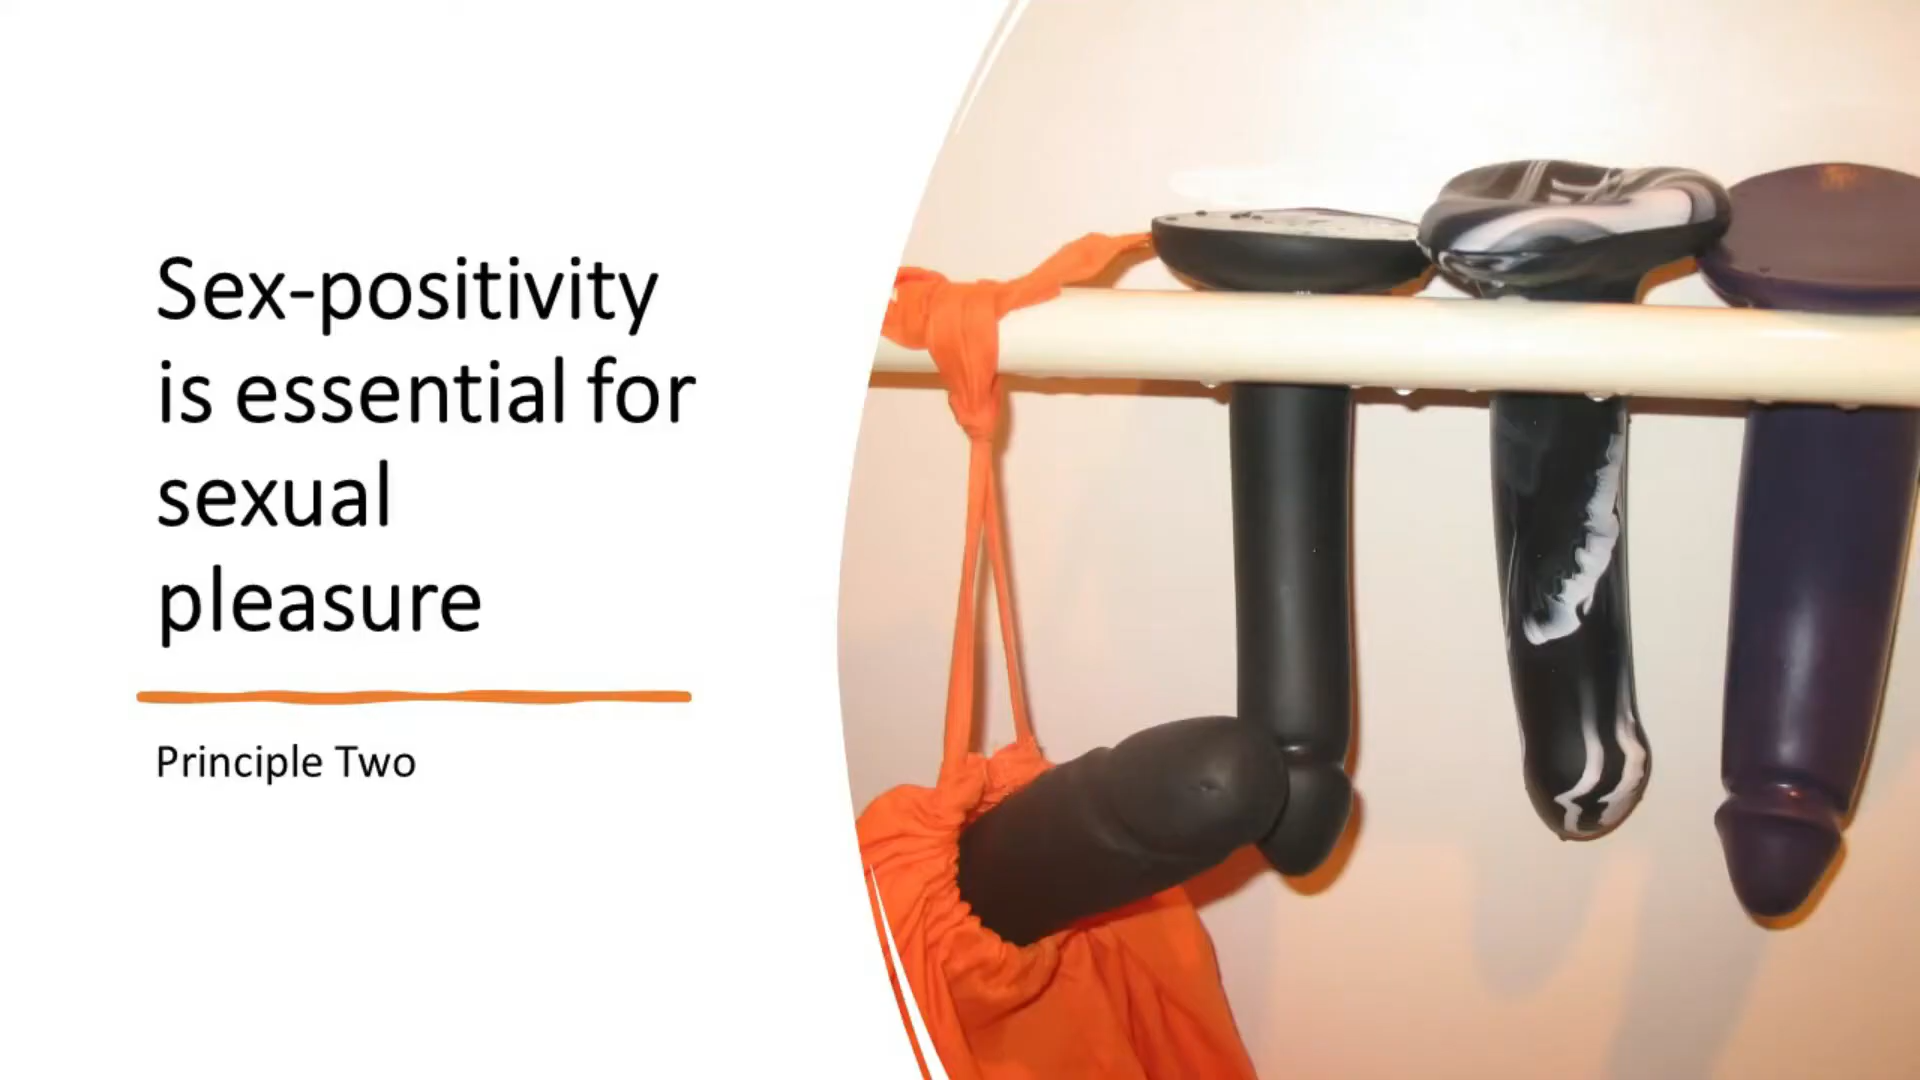 Sex-positivity
is essential for
sexual
pleasure
Principle Two